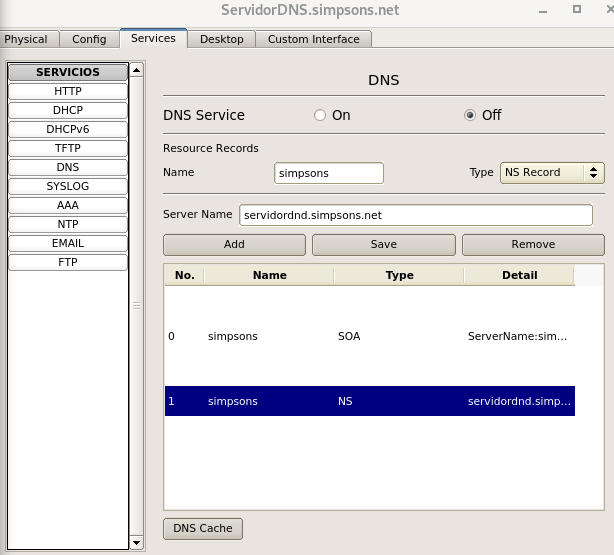 ServidorDNS.simpsons.net
Physical Config Services Desktop Custom Interface
SERVICIOS
HTTP
DHCP
DHCPv6
TFTP
DNS
SYSLOG
AAA
NTP
EMAIL
FTP
DNS
DNS Service On Off
Resource Records
Name simpsons Type NS Record
Server Name servidordnd.simpsons.net
Add Save Remove
No. Name Type Detail
0 simpsons SOA ServerName:sim...
1 simpsons NS servidordnd.simp...
DNS Cache